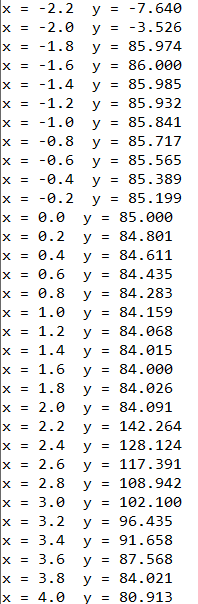 x = -2.2  y = -7.640
x = -2.0  y = -3.526
x = -1.8  y = 85.974
x = -1.6  y = 86.000
x = -1.4  y = 85.985
x = -1.2  y = 85.932
x = -1.0  y = 85.841
x = -0.8  y = 85.717
x = -0.6  y = 85.565
x = -0.4  y = 85.389
x = -0.2  y = 85.199
x = 0.0  y = 85.000
x = 0.2  y = 84.801
x = 0.4  y = 84.611
x = 0.6  y = 84.435
x = 0.8  y = 84.283
x = 1.0  y = 84.159
x = 1.2  y = 84.068
x = 1.4  y = 84.015
x = 1.6  y = 84.000
x = 1.8  y = 84.026
x = 2.0  y = 84.091
x = 2.2  y = 142.264
x = 2.4  y = 128.124
x = 2.6  y = 117.391
x = 2.8  y = 108.942
x = 3.0  y = 102.100
x = 3.2  y = 96.435
x = 3.4  y = 91.658
x = 3.6  y = 87.568
x = 3.8  y = 84.021
x = 4.0  y = 80.913